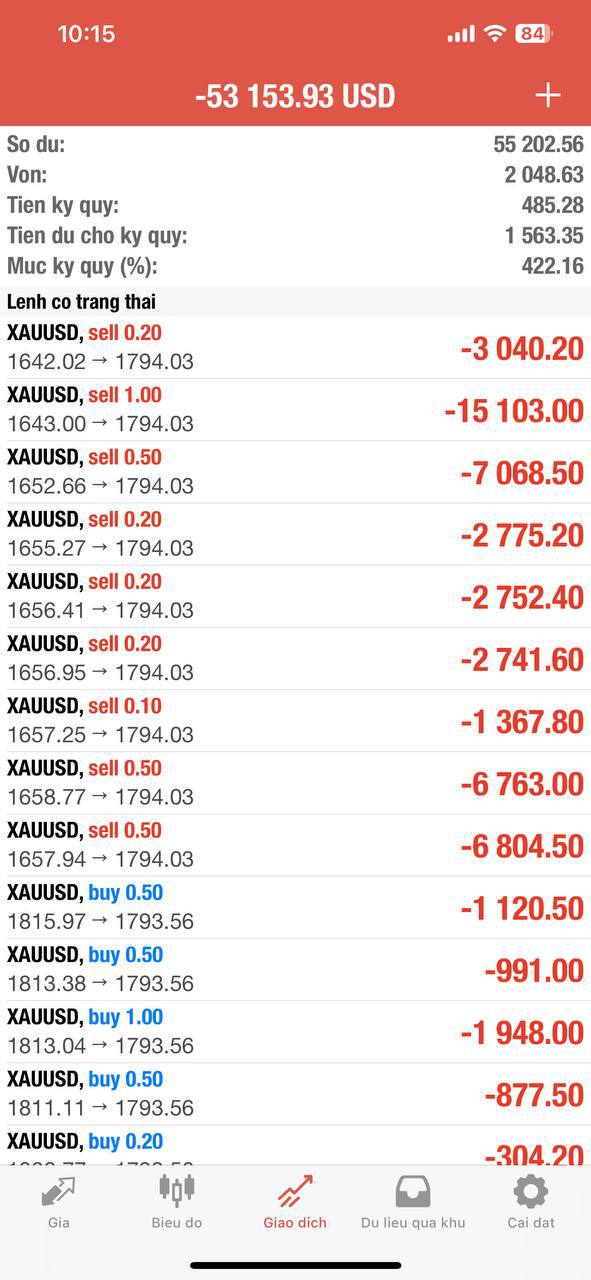 10:15
84
-53 153.93 USD
So du: 55 202.56
Von: 2 048.63
Tien ky quy: 485.28
Tien du cho ky quy: 1 563.35
Muc ky quy (%): 422.16
Lenh co trang thai
XAUUSD, sell 0.20
1642.02 → 1794.03
-3 040.20
XAUUSD, sell 1.00
1643.00 → 1794.03
-15 103.00
XAUUSD, sell 0.50
1652.66 → 1794.03
-7 068.50
XAUUSD, sell 0.20
1655.27 → 1794.03
-2 775.20
XAUUSD, sell 0.20
1656.41 → 1794.03
-2 752.40
XAUUSD, sell 0.20
1656.95 → 1794.03
-2 741.60
XAUUSD, sell 0.10
1657.25 → 1794.03
-1 367.80
XAUUSD, sell 0.50
1658.77 → 1794.03
-6 763.00
XAUUSD, sell 0.50
1657.94 → 1794.03
-6 804.50
XAUUSD, buy 0.50
1815.97 → 1793.56
-1 120.50
XAUUSD, buy 0.50
1813.38 → 1793.56
-991.00
XAUUSD, buy 1.00
1813.04 → 1793.56
-1 948.00
XAUUSD, buy 0.50
1811.11 → 1793.56
-877.50
XAUUSD, buy 0.20
-304.20
Gia
Bieu do
Giao dich
Du lieu qua khu
Cai dat